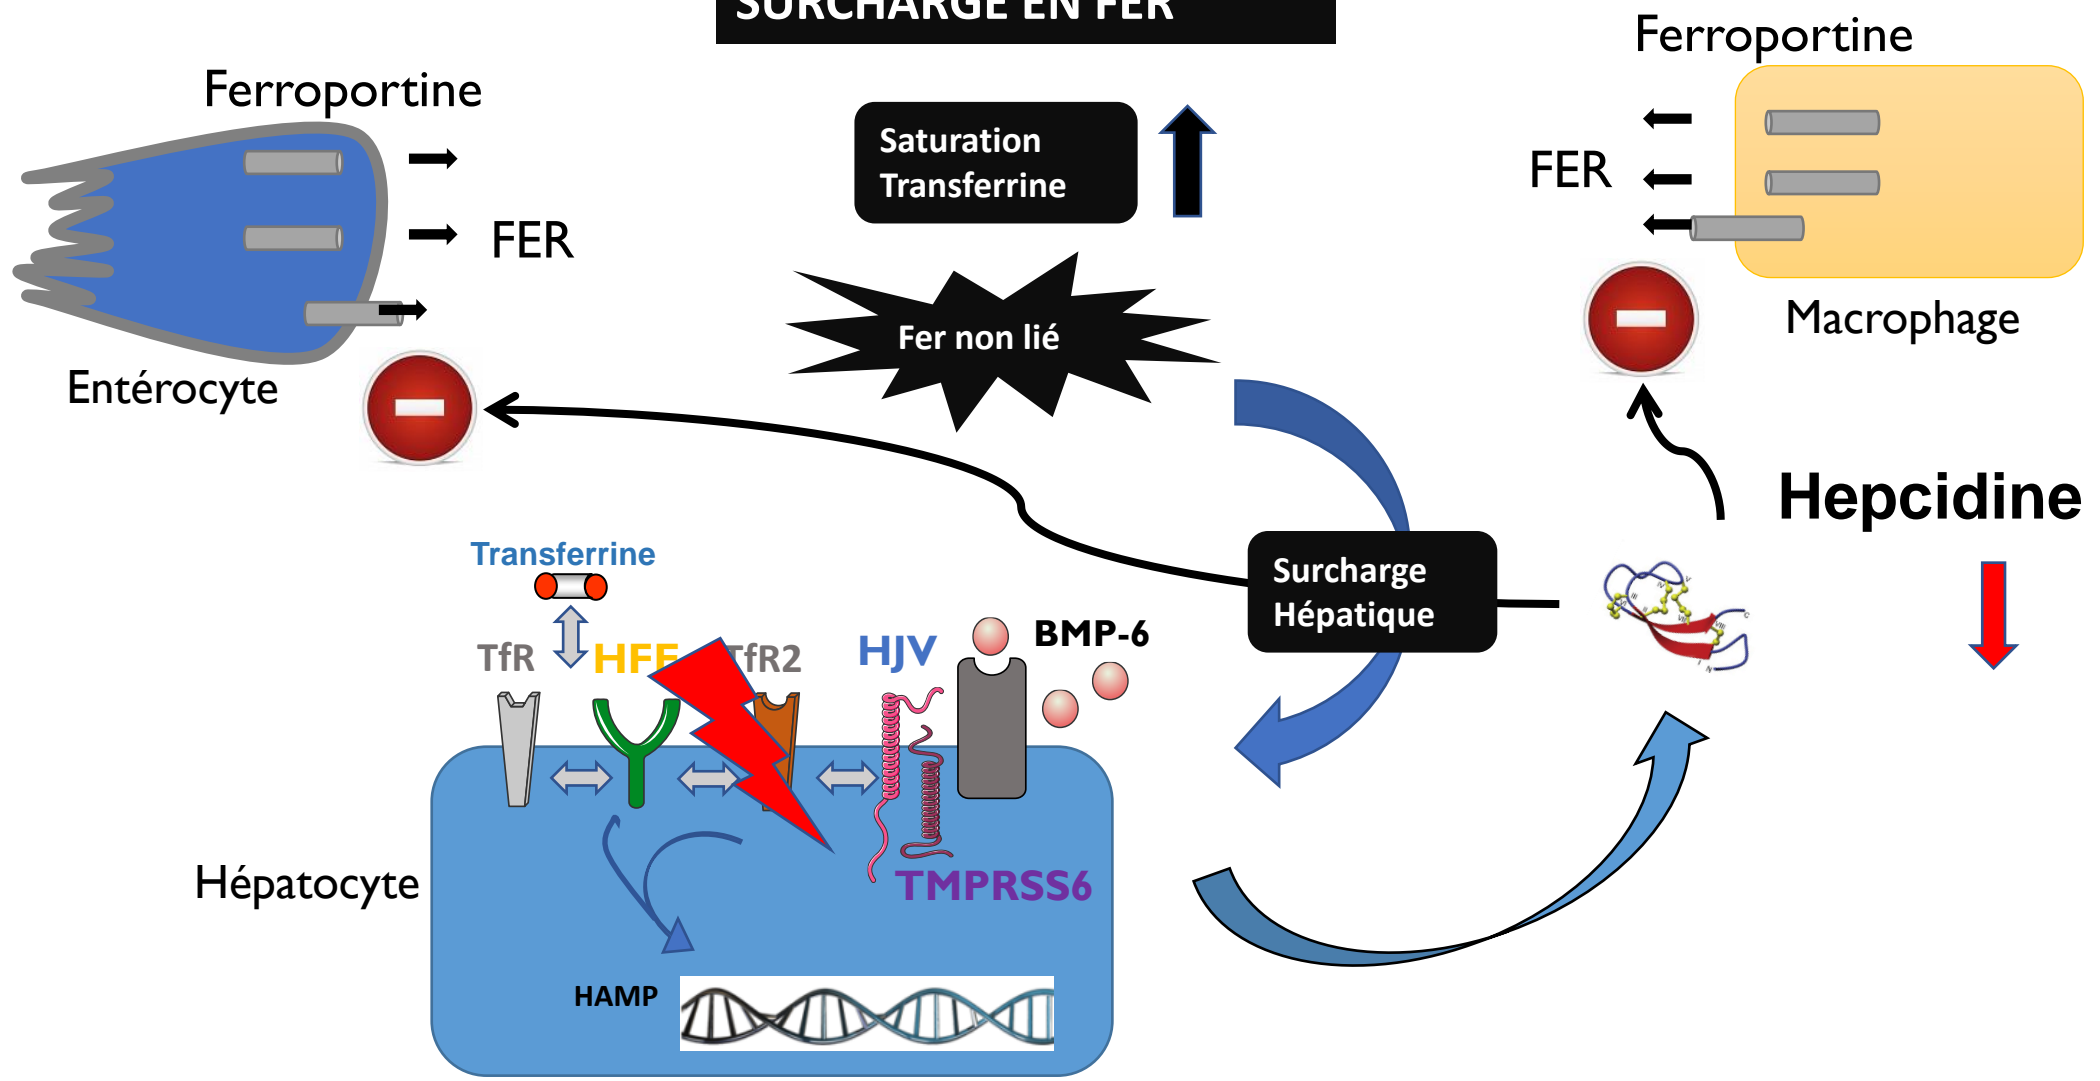 SURCHARGE EN FER
Ferroportine
Ferroportine
Saturation
Transferrine
FER
FER
Fer non lié
Macrophage
Entérocyte
Hepcidine
Transferrine
Surcharge
Hépatique
TfR
HFE
TfR2
HJV
BMP-6
Hépatocyte
TMPRSS6
HAMP